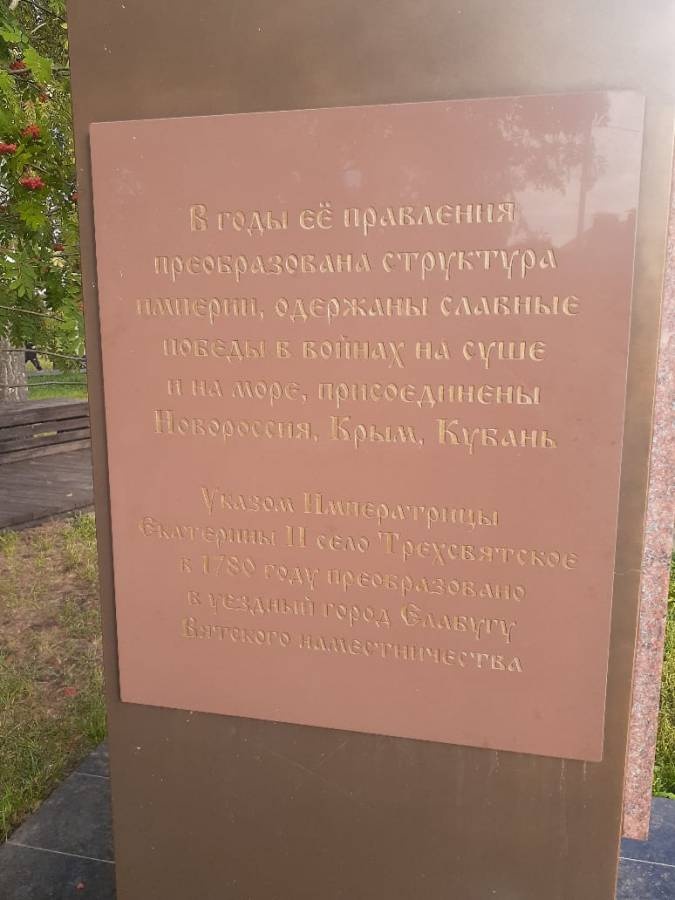 В годы её правления
преобразована структура
империи, одержаны славные
победы в войнах на суше
и на море, присоединены
Новороссия, Крым, Кубань
Указом Императрицы
Екатерины II село Трехсвятское
в 1780 году преобразовано
в уездный город Елабугу
Вятского наместничества